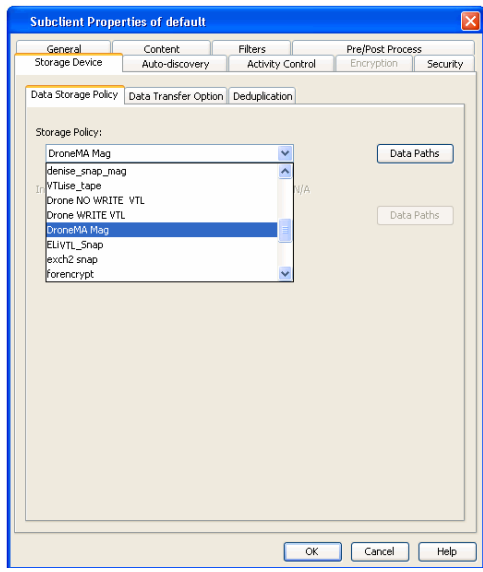 Subclient Properties of default
General Content Filters Pre/Post Process
Storage Device Auto-discovery Activity Control Encryption Security
Data Storage Policy Data Transfer Option Deduplication
Storage Policy:
DroneMA Mag Data Paths
denise_snap_mag
VTLise_tape
In N/A
Drone NO WRITE VTL
Drone WRITE VTL Data Paths
DroneMA Mag
ELiVTL_Snap
exch2 snap
forencrypt
OK Cancel Help